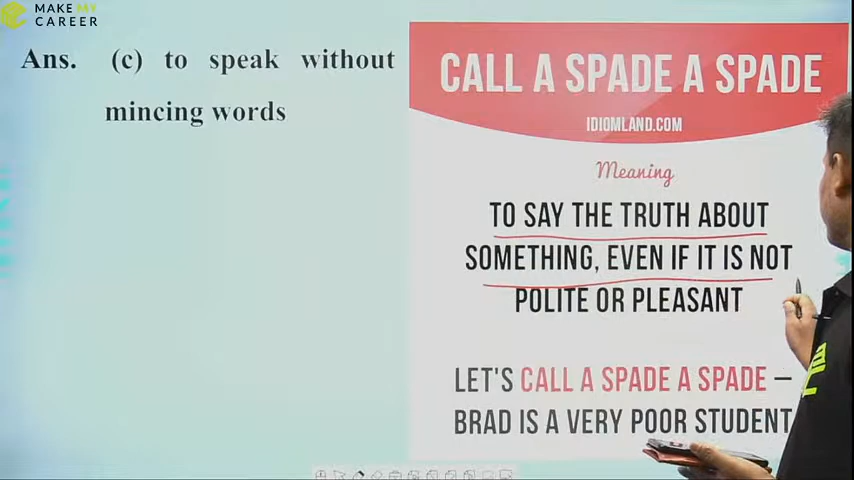 MAKE MY
CAREER
Ans. (c) to speak without
mincing words
CALL A SPADE A SPADE
IDIOMLAND.COM
Meaning
TO SAY THE TRUTH ABOUT
SOMETHING, EVEN IF IT IS NOT
POLITE OR PLEASANT
LET'S CALL A SPADE A SPADE –
BRAD IS A VERY POOR STUDENT